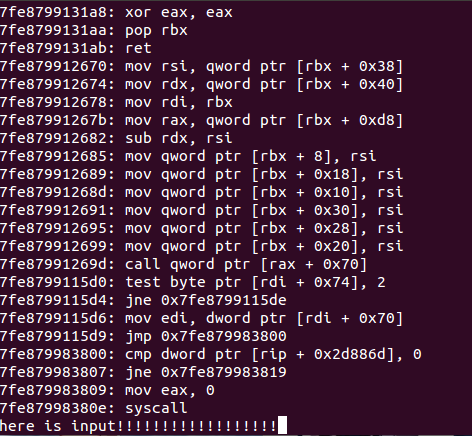 7fe8799131a8: xor eax, eax
7fe8799131aa: pop rbx
7fe8799131ab: ret
7fe879912670: mov rsi, qword ptr [rbx + 0x38]
7fe879912674: mov rdx, qword ptr [rbx + 0x40]
7fe879912678: mov rdi, rbx
7fe87991267b: mov rax, qword ptr [rbx + 0xd8]
7fe879912682: sub rdx, rsi
7fe879912685: mov qword ptr [rbx + 8], rsi
7fe879912689: mov qword ptr [rbx + 0x18], rsi
7fe87991268d: mov qword ptr [rbx + 0x10], rsi
7fe879912691: mov qword ptr [rbx + 0x30], rsi
7fe879912695: mov qword ptr [rbx + 0x28], rsi
7fe879912699: mov qword ptr [rbx + 0x20], rsi
7fe87991269d: call qword ptr [rax + 0x70]
7fe8799115d0: test byte ptr [rdi + 0x74], 2
7fe8799115d4: jne 0x7fe8799115de
7fe8799115d6: mov edi, dword ptr [rdi + 0x70]
7fe8799115d9: jmp 0x7fe879983800
7fe879983800: cmp dword ptr [rip + 0x2d886d], 0
7fe879983807: jne 0x7fe879983819
7fe879983809: mov eax, 0
7fe87998380e: syscall
here is input!!!!!!!!!!!!!!!!!!